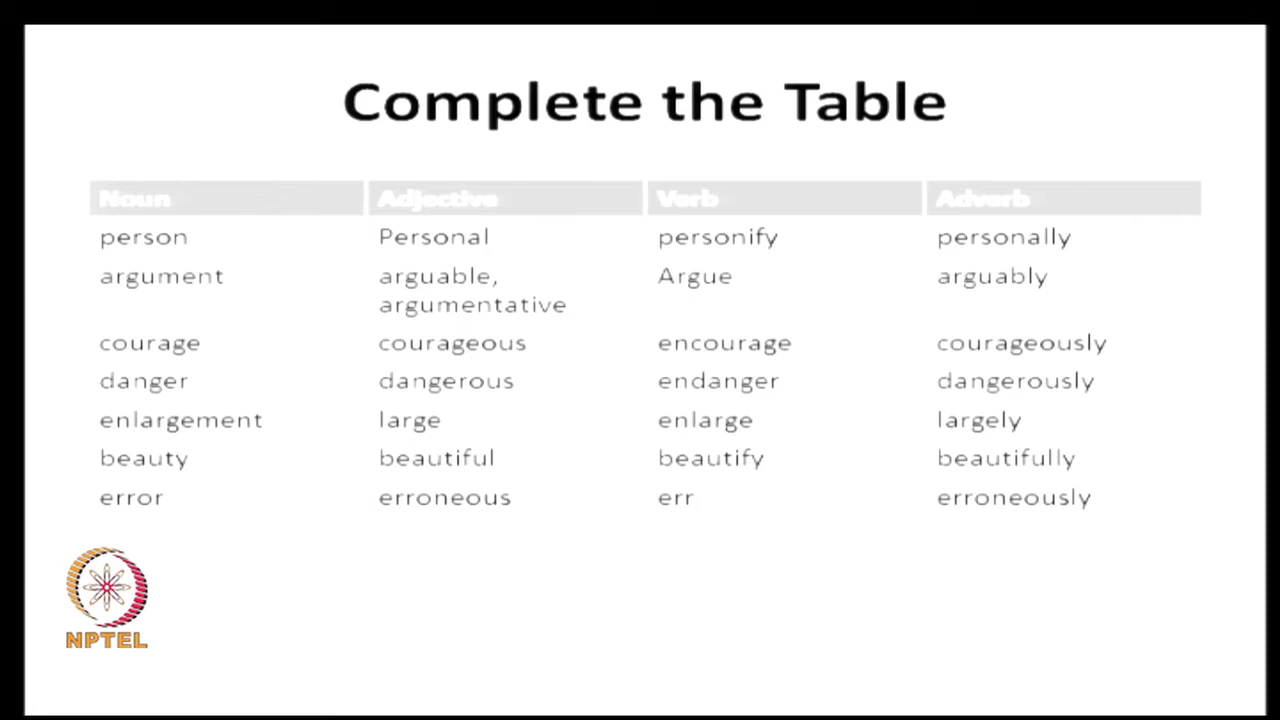 Complete the Table
Noun Adjective Verb Adverb
person Personal personify personally
argument arguable, Argue arguably
argumentative
courage courageous encourage courageously
danger dangerous endanger dangerously
enlargement large enlarge largely
beauty beautiful beautify beautifully
error erroneous err erroneously
NPTEL